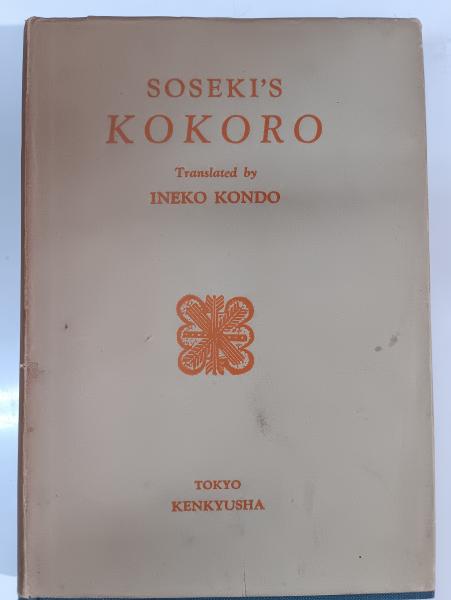 SOSEKI'S
KOKORO
Translated by
INEKO KONDO
TOKYO
KENKYUSHA